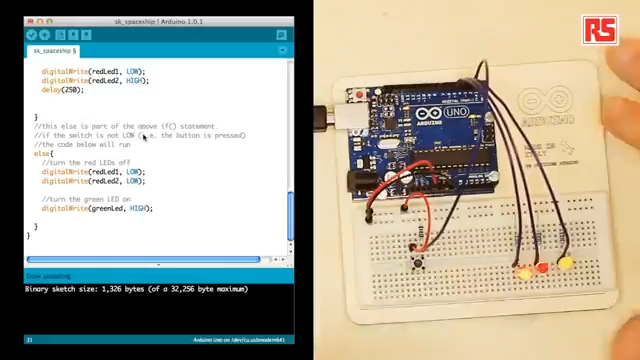 sk_spaceship | Arduino 1.0.1
sk_spaceship §
digitalWrite(redLed1, LOW);
digitalWrite(redLed2, HIGH);
delay(250);
}
//this else is part of the above if() statement.
//if the switch is not LOW (i.e. the button is pressed)
//the code below will run
else{
//turn the red LEDs off
digitalWrite(redLed1, LOW);
digitalWrite(redLed2, LOW);
//turn the green LED on
digitalWrite(greenLed, HIGH);
}
}
Done uploading.
Binary sketch size: 1,326 bytes (of a 32,256 byte maximum)
Arduino Uno on /dev/cu.usbmodem641
RS
UNO
ARDUINO
ARDUINO
MADE IN
ITALY